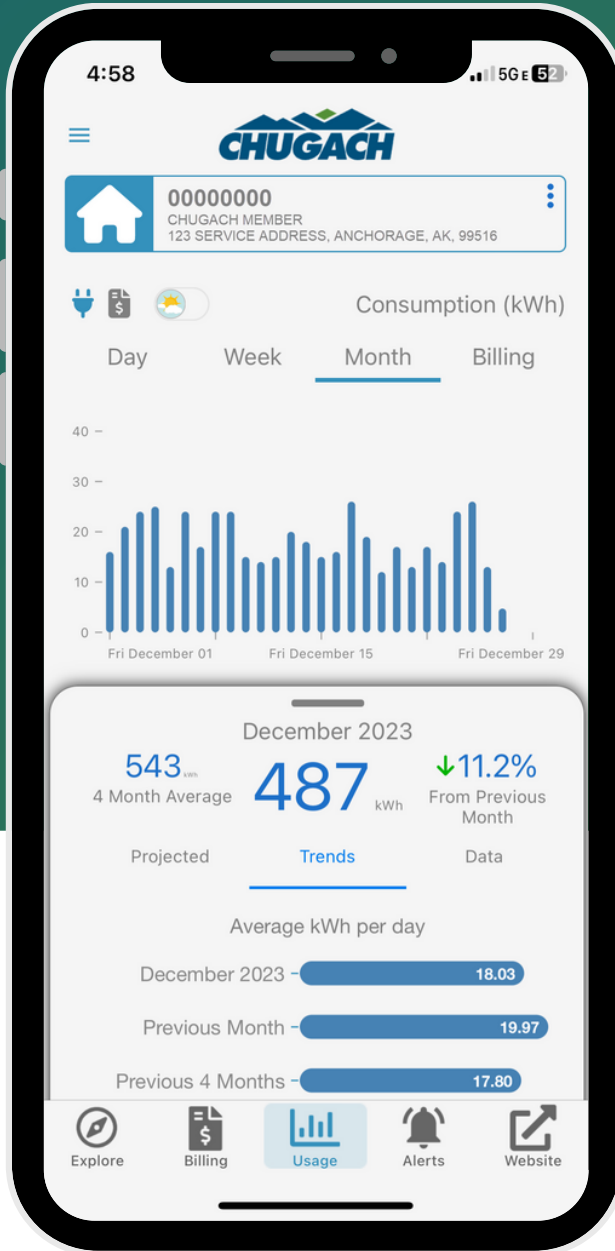 4:58
5G E 52
CHUGACH
00000000
CHUGACH MEMBER
123 SERVICE ADDRESS, ANCHORAGE, AK, 99516
$
Consumption (kWh)
Day Week Month Billing
40
30
20
10
0
Fri December 01 Fri December 15 Fri December 29
December 2023
543 kWh 487 kWh 11.2%
4 Month Average From Previous
Month
Projected Trends Data
Average kWh per day
December 2023 18.03
Previous Month 19.97
Previous 4 Months 17.80
$
Explore Billing Usage Alerts Website